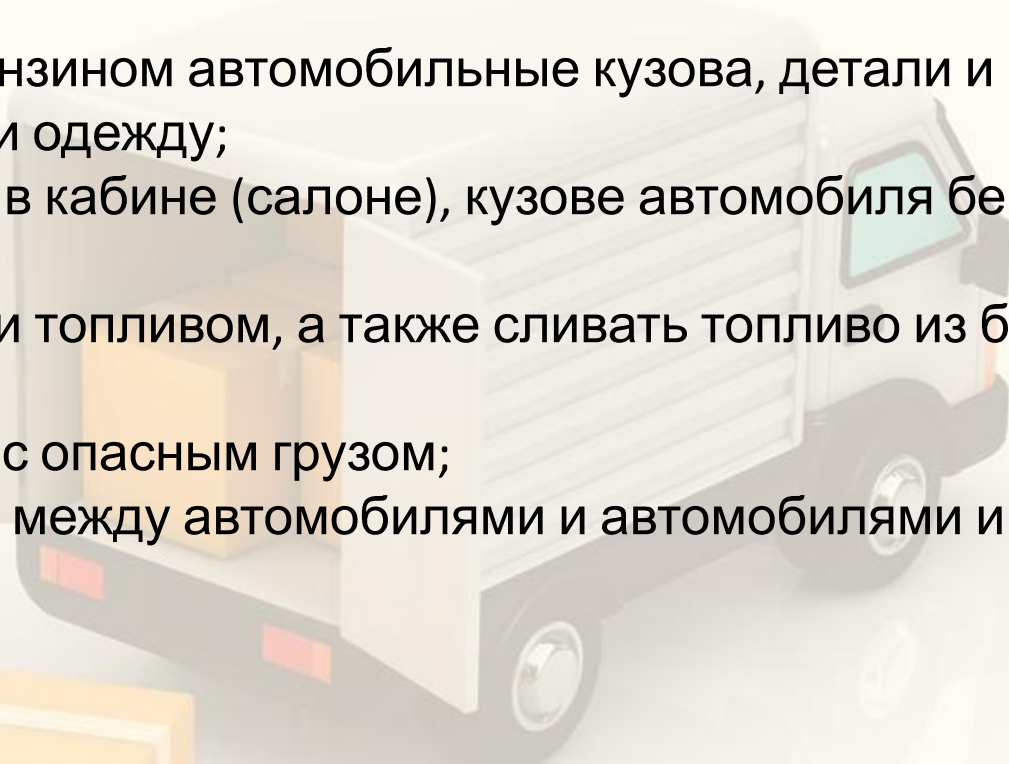 нзином автомобильные кузова, детали и
и одежду;
в кабине (салоне), кузове автомобиля бе
и топливом, а также сливать топливо из б
с опасным грузом;
между автомобилями и автомобилями и